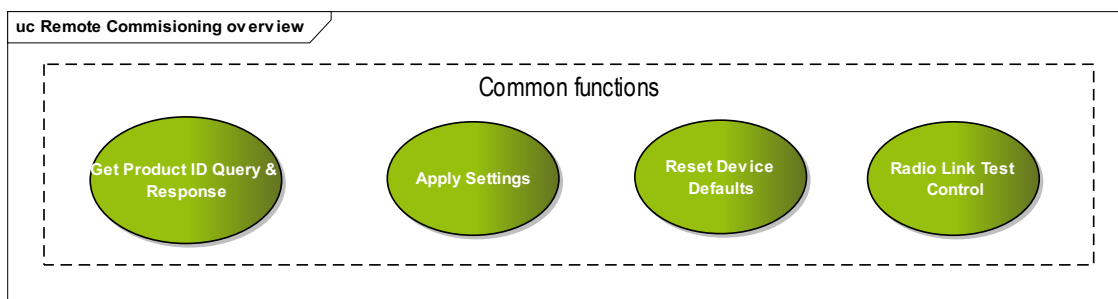 uc Remote Commisioning overview
Common functions
Get Product ID Query &
Response
Apply Settings
Reset Device
Defaults
Radio Link Test
Control